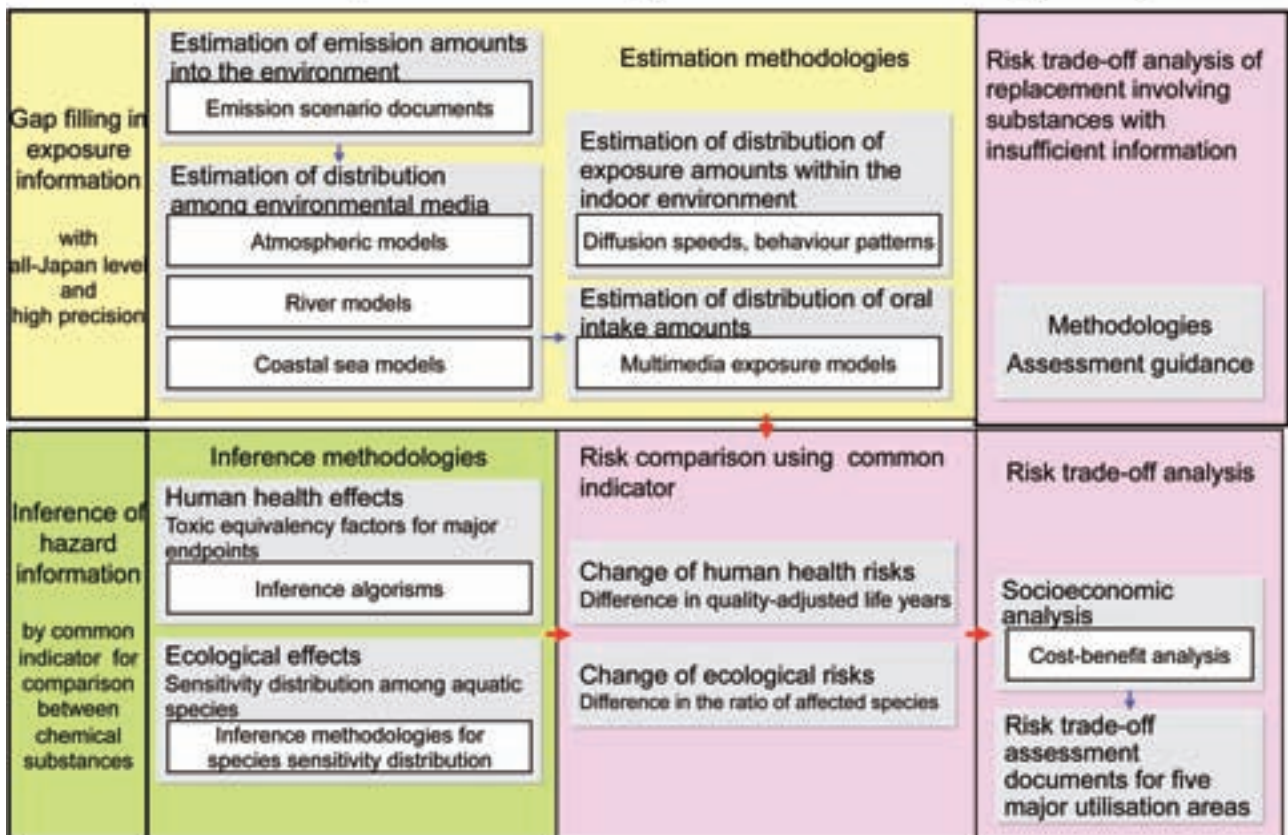 Gap filling in
exposure
information
with
all-Japan level
and
high precision
Estimation of emission amounts
into the environment
Emission scenario documents
Estimation of distribution
among environmental media
Atmospheric models
River models
Coastal sea models
Estimation methodologies
Estimation of distribution of
exposure amounts within the
indoor environment
Diffusion speeds, behaviour patterns
Estimation of distribution of oral
intake amounts
Multimedia exposure models
Risk trade-off analysis of
replacement involving
substances with
insufficient information
Methodologies
Assessment guidance
Inference of
hazard
information
by common
indicator for
comparison
between
chemical
substances
Inference methodologies
Human health effects
Toxic equivalency factors for major
endpoints
Inference algorisms
Ecological effects
Sensitivity distribution among aquatic
species
Inference methodologies for
species sensitivity distribution
Risk comparison using common
indicator
Change of human health risks
Difference in quality-adjusted life years
Change of ecological risks
Difference in the ratio of affected species
Risk trade-off analysis
Socioeconomic
analysis
Cost-benefit analysis
Risk trade-off
assessment
documents for five
major utilisation areas